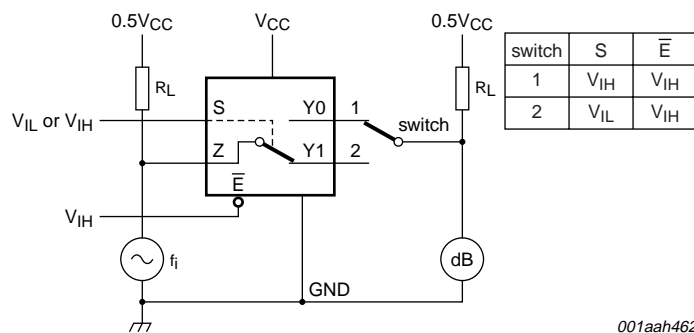 0.5VCC
VCC
0.5VCC
RL
RL
VIL or VIH
S
Y0
1
switch
Z
Y1
2
E̅
VIH
fi
dB
GND
switch S E̅
1 VIH VIH
2 VIL VIH
001aah462